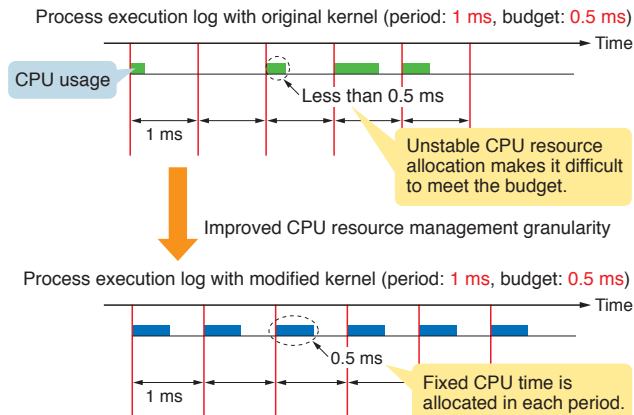 Process execution log with original kernel (period: 1 ms, budget: 0.5 ms)
Time
CPU usage
Less than 0.5 ms
1 ms
Unstable CPU resource
allocation makes it difficult
to meet the budget.
Improved CPU resource management granularity
Process execution log with modified kernel (period: 1 ms, budget: 0.5 ms)
Time
0.5 ms
1 ms
Fixed CPU time is
allocated in each period.